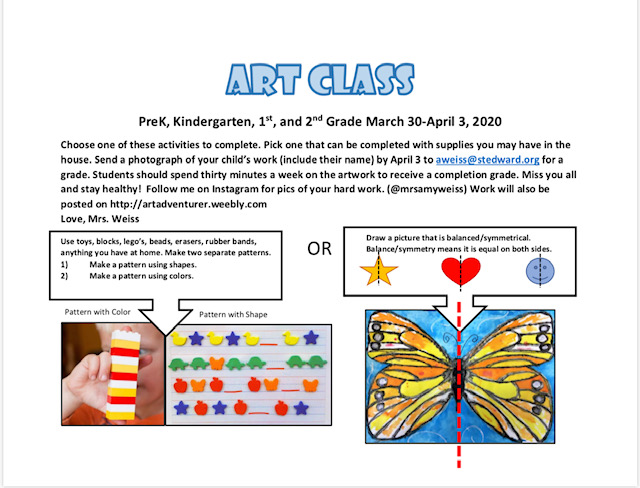 ART CLASS
PreK, Kindergarten, 1st, and 2nd Grade March 30-April 3, 2020
Choose one of these activities to complete. Pick one that can be completed with supplies you may have in the
house. Send a photograph of your child's work (include their name) by April 3 to aweiss@stedward.org for a
grade. Students should spend thirty minutes a week on the artwork to receive a completion grade. Miss you all
and stay healthy! Follow me on Instagram for pics of your hard work. (@mrsamyweiss) Work will also be
posted on http://artadventurer.weebly.com
Love, Mrs. Weiss
Use toys, blocks, lego's, beads, erasers, rubber bands,
anything you have at home. Make two separate patterns.
1) Make a pattern using shapes.
2) Make a pattern using colors.
OR
Draw a picture that is balanced/symmetrical.
Balance/symmetry means it is equal on both sides.
Pattern with Color
Pattern with Shape